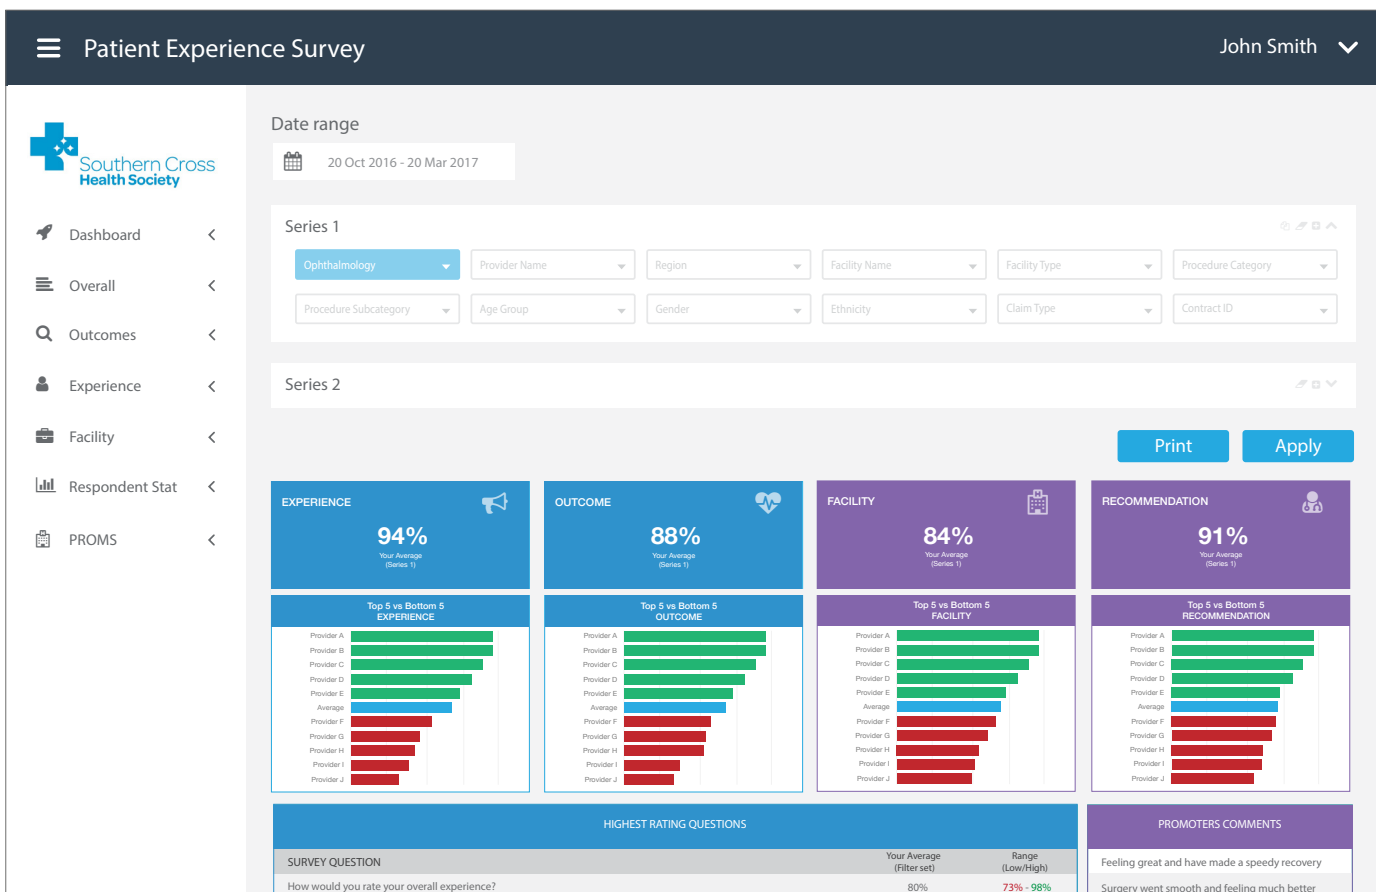 Patient Experience Survey
John Smith
Southern Cross
Health Society
Dashboard
Overall
Outcomes
Experience
Facility
Respondent Stat
PROMS
Date range
20 Oct 2016 - 20 Mar 2017
Series 1
Ophthalmology
Provider Name
Region
Facility Name
Facility Type
Procedure Category
Procedure Subcategory
Age Group
Gender
Ethnicity
Claim Type
Contract ID
Series 2
Print
Apply
EXPERIENCE
94%
Your Average
(Series 1)
OUTCOME
88%
Your Average
(Series 1)
FACILITY
84%
Your Average
(Series 1)
RECOMMENDATION
91%
Your Average
(Series 1)
Top 5 vs Bottom 5
EXPERIENCE
Provider A
Provider B
Provider C
Provider D
Provider E
Average
Provider F
Provider G
Provider H
Provider I
Provider J
Top 5 vs Bottom 5
OUTCOME
Provider A
Provider B
Provider C
Provider D
Provider E
Average
Provider F
Provider G
Provider H
Provider I
Provider J
Top 5 vs Bottom 5
FACILITY
Provider A
Provider B
Provider C
Provider D
Provider E
Average
Provider F
Provider G
Provider H
Provider I
Provider J
Top 5 vs Bottom 5
RECOMMENDATION
Provider A
Provider B
Provider C
Provider D
Provider E
Average
Provider F
Provider G
Provider H
Provider I
Provider J
HIGHEST RATING QUESTIONS
SURVEY QUESTION
Your Average
(Filter set)
Range
(Low/High)
How would you rate your overall experience?
80%
73% - 98%
PROMOTERS COMMENTS
Feeling great and have made a speedy recovery
Surgery went smooth and feeling much better